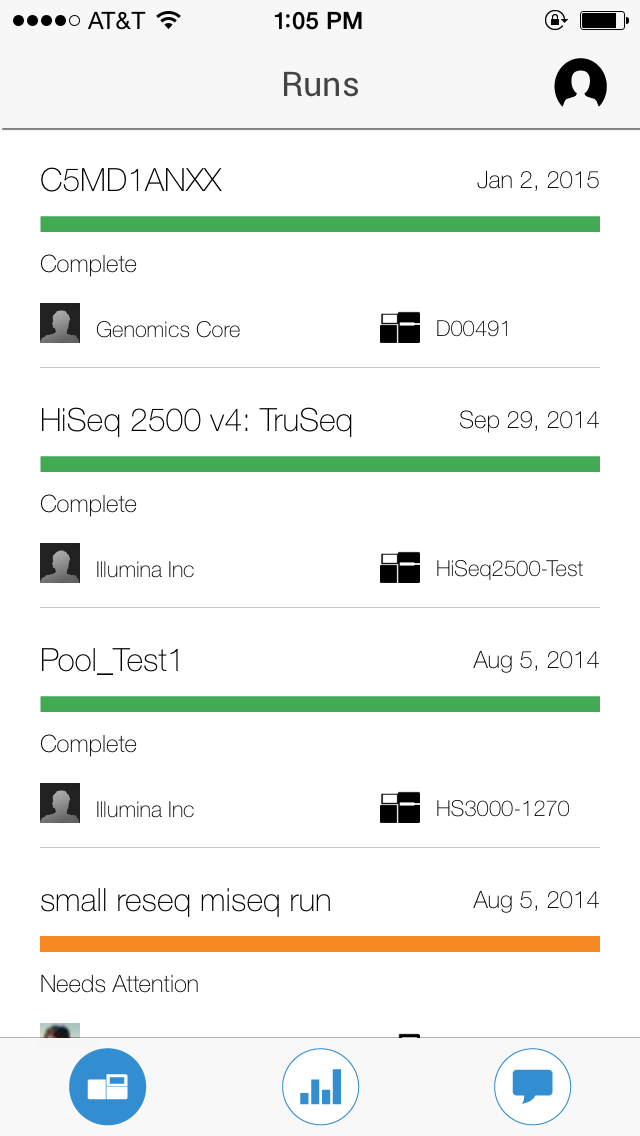 AT&T 1:05 PM
Runs
C5MD1ANXX Jan 2, 2015
Complete
Genomics Core D00491
HiSeq 2500 v4: TruSeq Sep 29, 2014
Complete
Illumina Inc HiSeq2500-Test
Pool_Test1 Aug 5, 2014
Complete
Illumina Inc HS3000-1270
small reseq miseq run Aug 5, 2014
Needs Attention